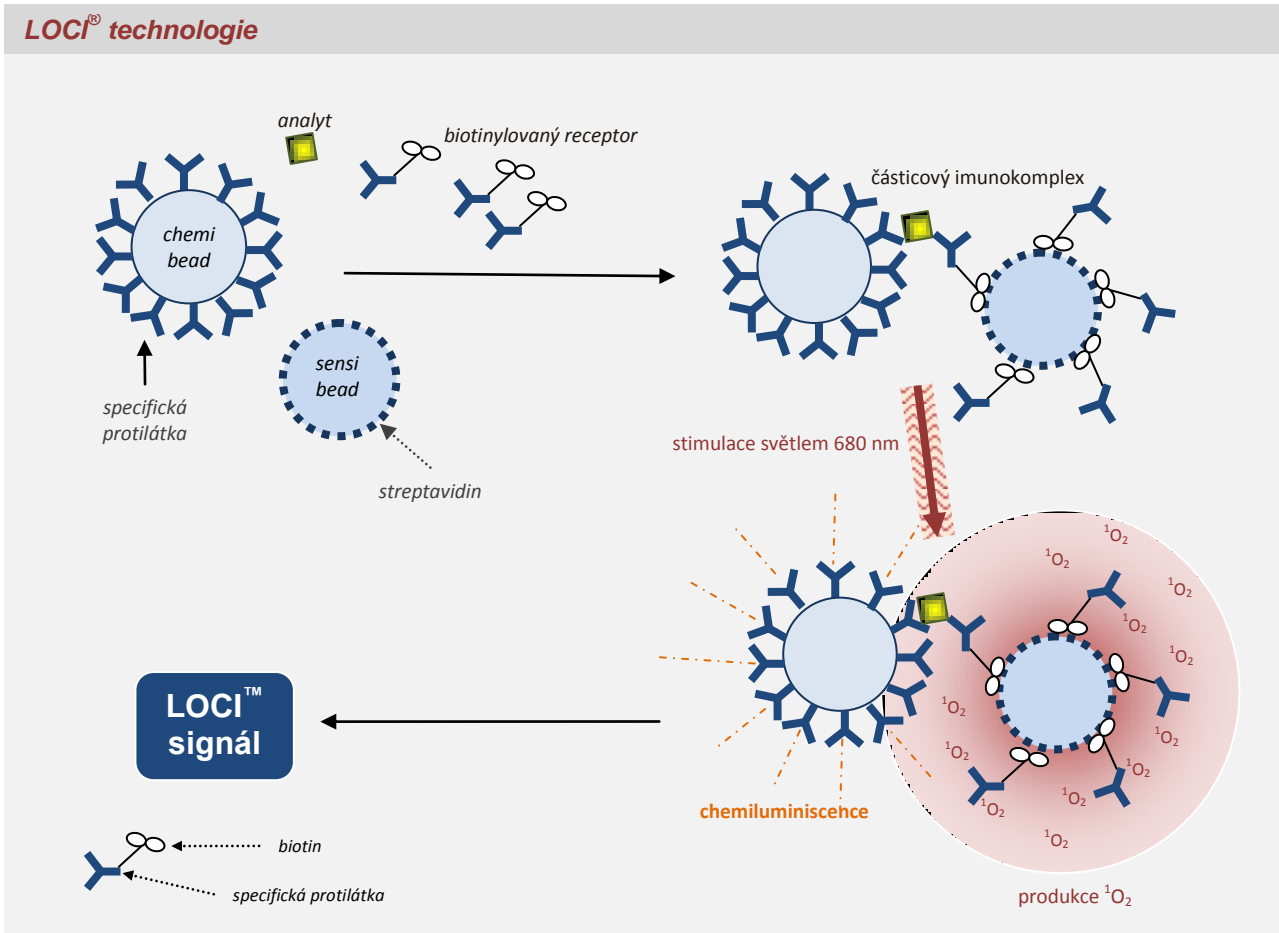 LOCI® technologie
analyt
biotinylovaný receptor
částicový imunokomplex
chemi
bead
sensi
bead
specifická
protilátka
streptavidin
stimulace světlem 680 nm
¹O₂
¹O₂
¹O₂
¹O₂
¹O₂
¹O₂
¹O₂
¹O₂
¹O₂
¹O₂
¹O₂
¹O₂
LOCI™
signál
chemiluminiscence
biotin
specifická protilátka
produkce ¹O₂